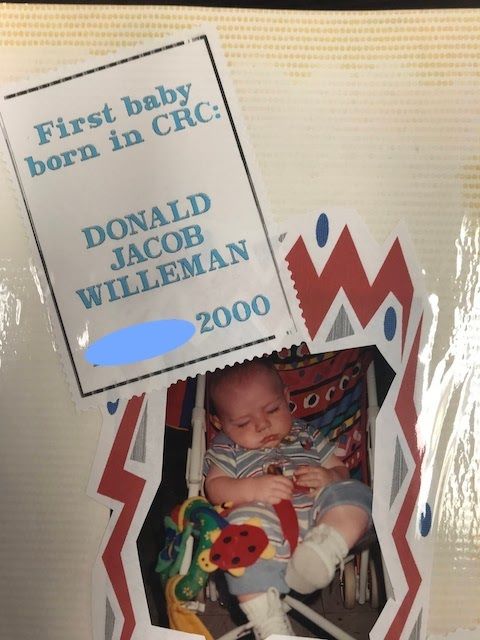 First baby
born in CRC:
DONALD
JACOB
WILLEMAN
2000